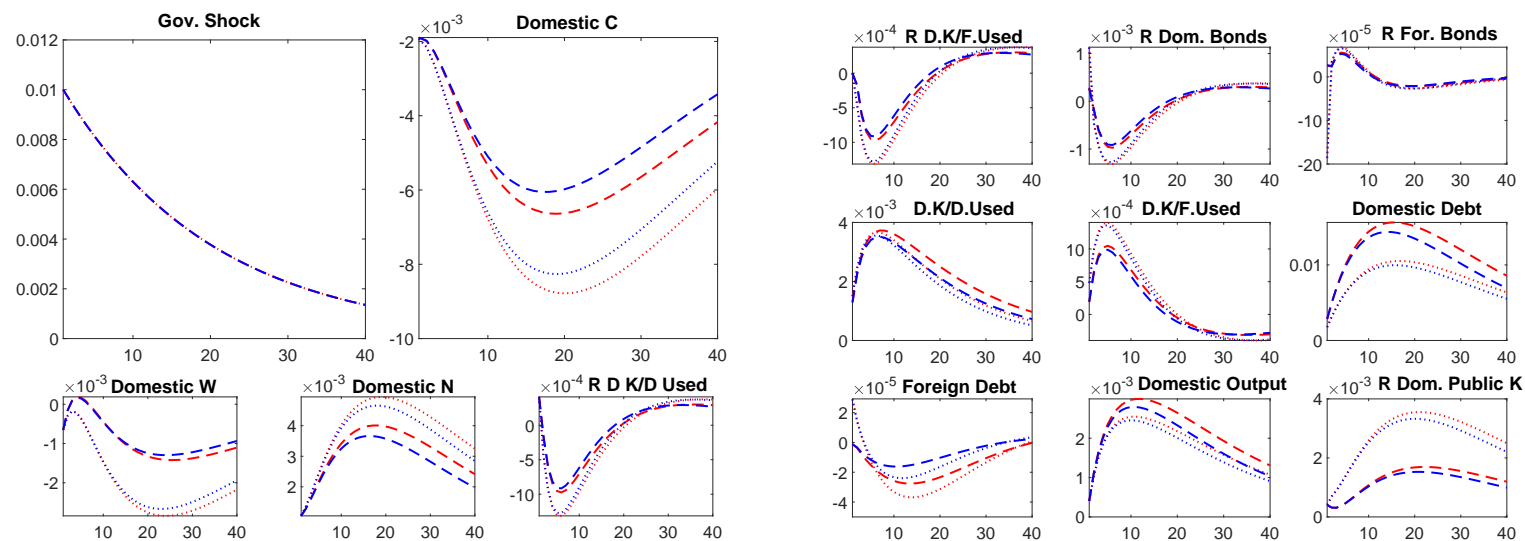 Gov. Shock
0.012
0.01
0.008
0.006
0.004
0.002
0
10 20 30 40
×10-3 Domestic C
-2
-4
-6
-8
-10
10 20 30 40
×10-4 R D.K/F.Used
0
-5
-10
10 20 30 40
×10-3 R Dom. Bonds
1
0
-1
10 20 30 40
×10-5 R For. Bonds
0
-10
-20
10 20 30 40
×10-3 D.K/D.Used
4
2
0
10 20 30 40
×10-4 D.K/F.Used
10
5
0
10 20 30 40
Domestic Debt
0.01
0
10 20 30 40
×10-3 Domestic W
0
-1
-2
10 20 30 40
×10-3 Domestic N
4
3
2
10 20 30 40
×10-4 R D K/D Used
0
-5
-10
10 20 30 40
×10-5 Foreign Debt
2
0
-2
-4
10 20 30 40
×10-3 Domestic Output
2
0
10 20 30 40
×10-3 R Dom. Public K
4
2
0
10 20 30 40